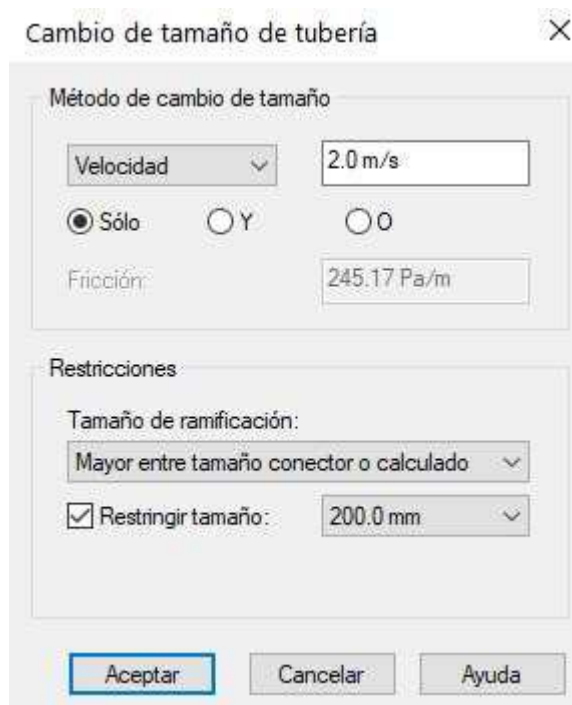 Cambio de tamaño de tubería
Método de cambio de tamaño
Velocidad 2.0 m/s
Sólo Y O
Fricción: 245.17 Pa/m
Restricciones
Tamaño de ramificación:
Mayor entre tamaño conector o calculado
Restringir tamaño: 200.0 mm
Aceptar Cancelar Ayuda